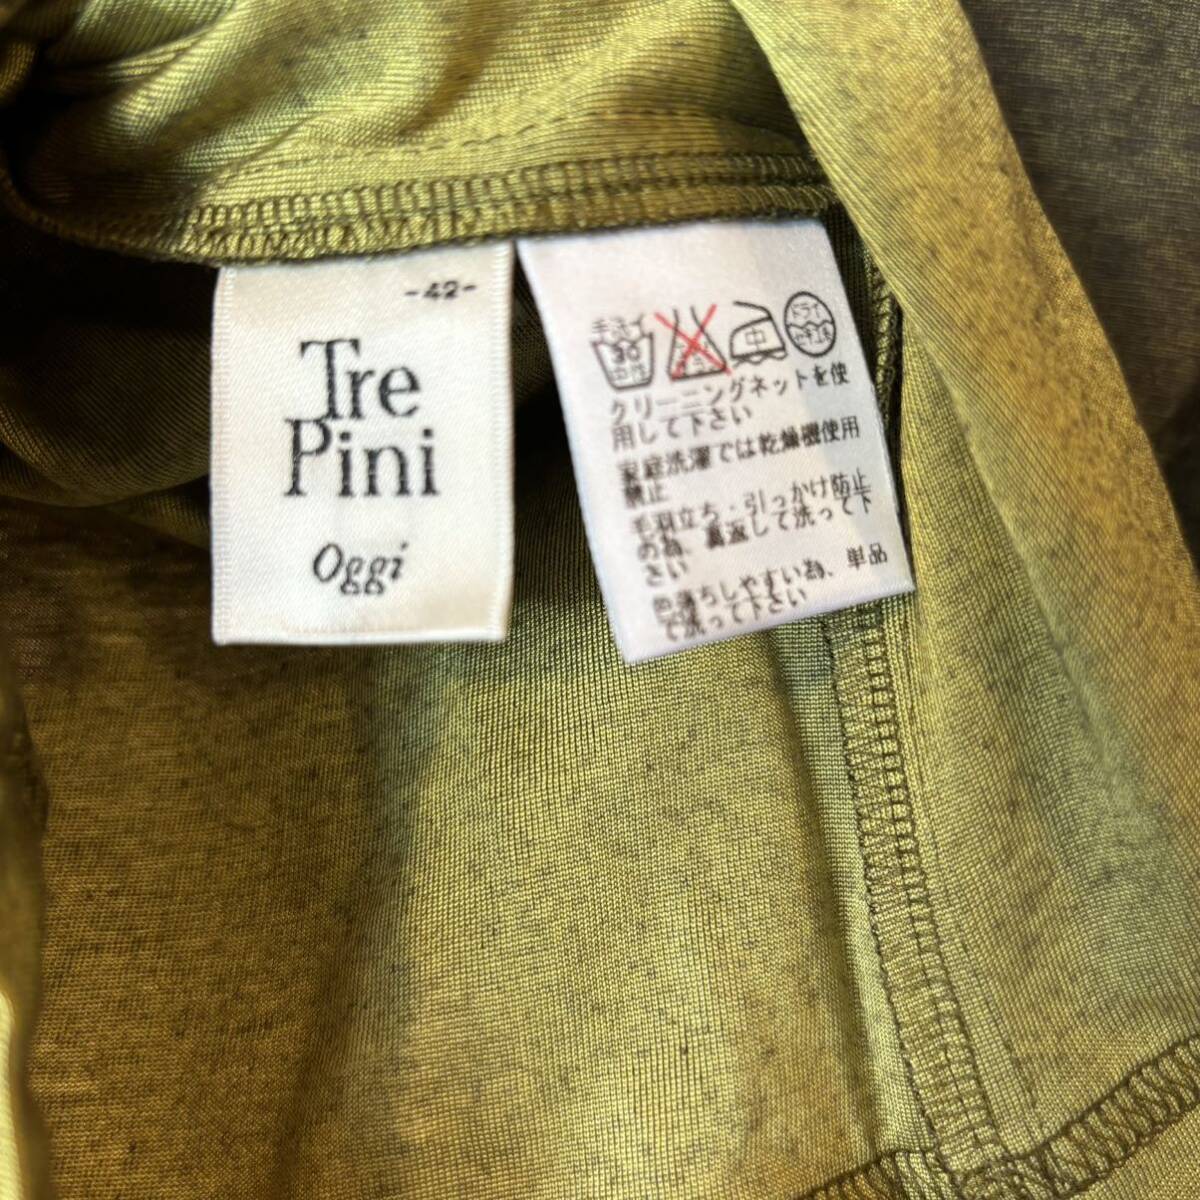 -42-
Tre
Pini
Oggi
手洗イ
30
中性
中
ドライ
クリーニングネットを使
用して下さい
家庭洗濯では乾燥機使用
禁止
毛羽立ち・引っかけ防止
の為、裏返して洗って下
さい
色落ちしやすい為、単品
で洗って下さい